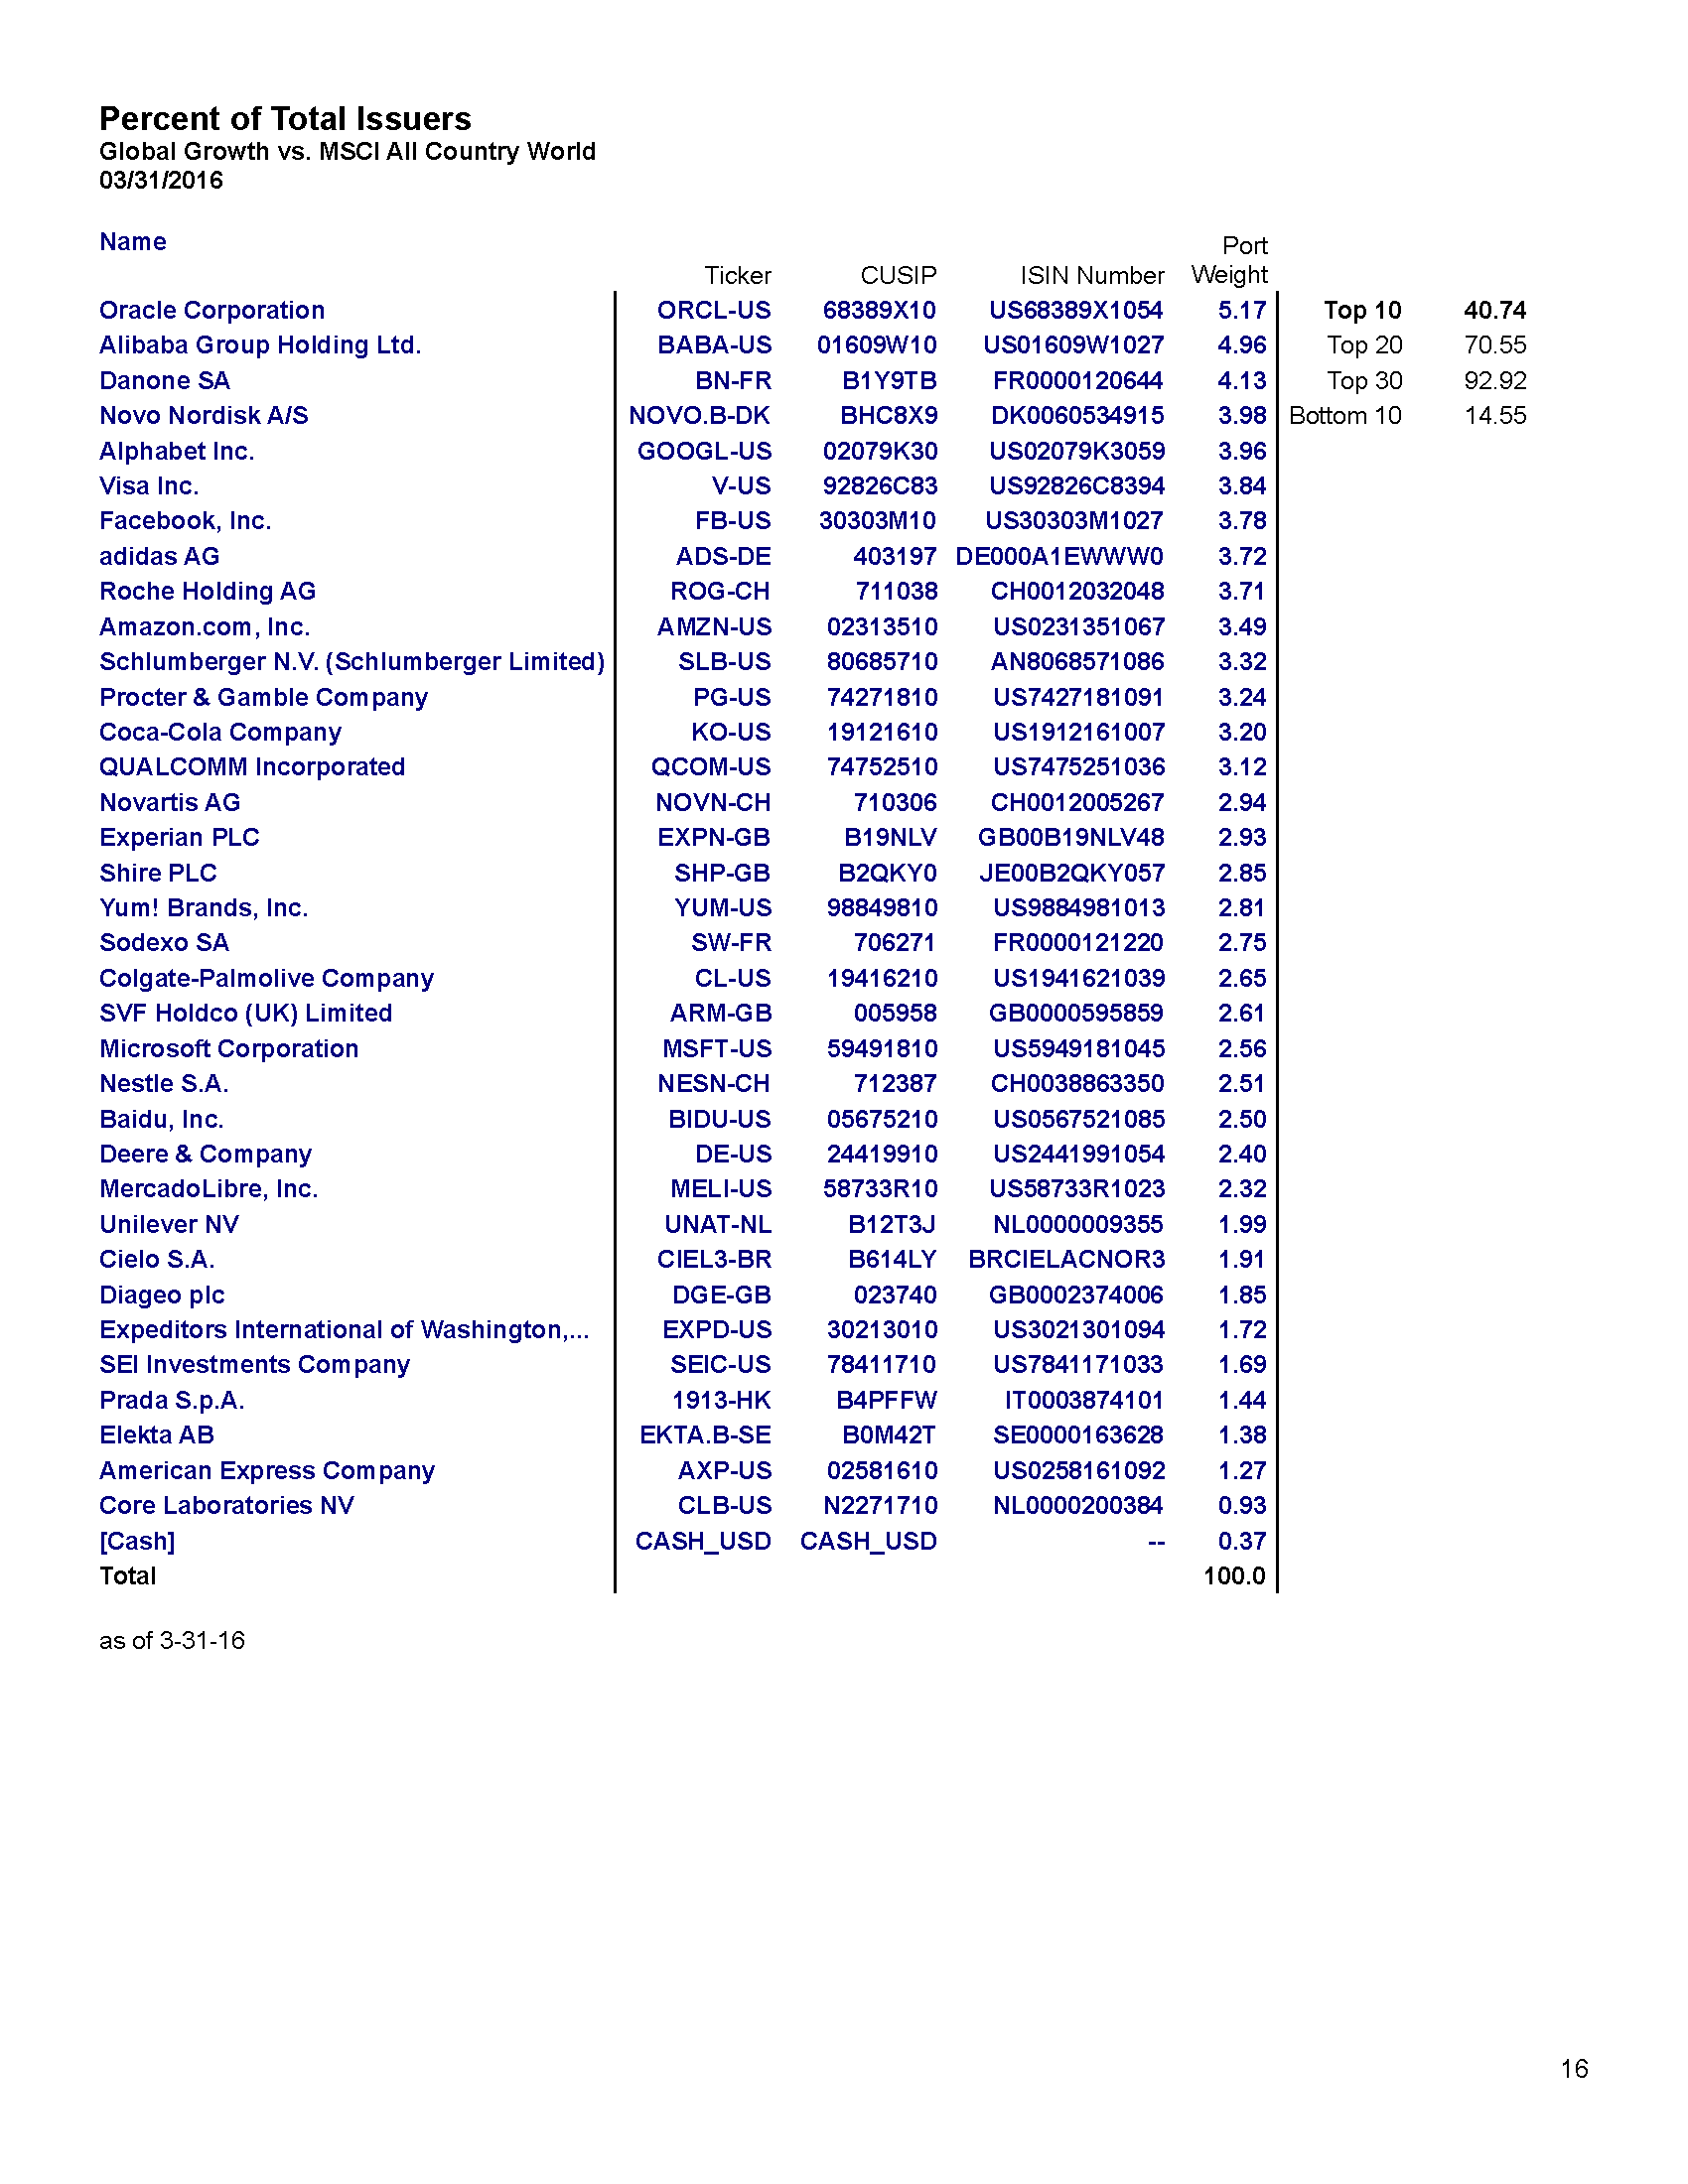 Percent of Total Issuers
Global Growth vs. MSCI All Country World
03/31/2016
Name Port
Ticker CUSIP ISIN Number Weight
Oracle Corporation ORCL-US 68389X10 US68389X1054 5.17 Top 10 40.74
Alibaba Group Holding Ltd. BABA-US 01609W10 US01609W1027 4.96 Top 20 70.55
Danone SA BN-FR B1Y9TB FR0000120644 4.13 Top 30 92.92
Novo Nordisk A/S NOVO.B-DK BHC8X9 DK0060534915 3.98 Bottom 10 14.55
Alphabet Inc. GOOGL-US 02079K30 US02079K3059 3.96
Visa Inc. V-US 92826C83 US92826C8394 3.84
Facebook, Inc. FB-US 30303M10 US30303M1027 3.78
adidas AG ADS-DE 403197 DE000A1EWWW0 3.72
Roche Holding AG ROG-CH 711038 CH0012032048 3.71
Amazon.com, Inc. AMZN-US 02313510 US0231351067 3.49
Schlumberger N.V. (Schlumberger Limited) SLB-US 80685710 AN8068571086 3.32
Procter & Gamble Company PG-US 74271810 US7427181091 3.24
Coca-Cola Company KO-US 19121610 US1912161007 3.20
QUALCOMM Incorporated QCOM-US 74752510 US7475251036 3.12
Novartis AG NOVN-CH 710306 CH0012005267 2.94
Experian PLC EXPN-GB B19NLV GB00B19NLV48 2.93
Shire PLC SHP-GB B2QKY0 JE00B2QKY057 2.85
Yum! Brands, Inc. YUM-US 98849810 US9884981013 2.81
Sodexo SA SW-FR 706271 FR0000121220 2.75
Colgate-Palmolive Company CL-US 19416210 US1941621039 2.65
SVF Holdco (UK) Limited ARM-GB 005958 GB0000595859 2.61
Microsoft Corporation MSFT-US 59491810 US5949181045 2.56
Nestle S.A. NESN-CH 712387 CH0038863350 2.51
Baidu, Inc. BIDU-US 05675210 US0567521085 2.50
Deere & Company DE-US 24419910 US2441991054 2.40
MercadoLibre, Inc. MELI-US 58733R10 US58733R1023 2.32
Unilever NV UNAT-NL B12T3J NL0000009355 1.99
Cielo S.A. CIEL3-BR B614LY BRCIELACNOR3 1.91
Diageo plc DGE-GB 023740 GB0002374006 1.85
Expeditors International of Washington,... EXPD-US 30213010 US3021301094 1.72
SEI Investments Company SEIC-US 78411710 US7841171033 1.69
Prada S.p.A. 1913-HK B4PFFW IT0003874101 1.44
Elekta AB EKTA.B-SE B0M42T SE0000163628 1.38
American Express Company AXP-US 02581610 US0258161092 1.27
Core Laboratories NV CLB-US N2271710 NL0000200384 0.93
[Cash] CASH_USD CASH_USD -- 0.37
Total 100.0
as of 3-31-16
16